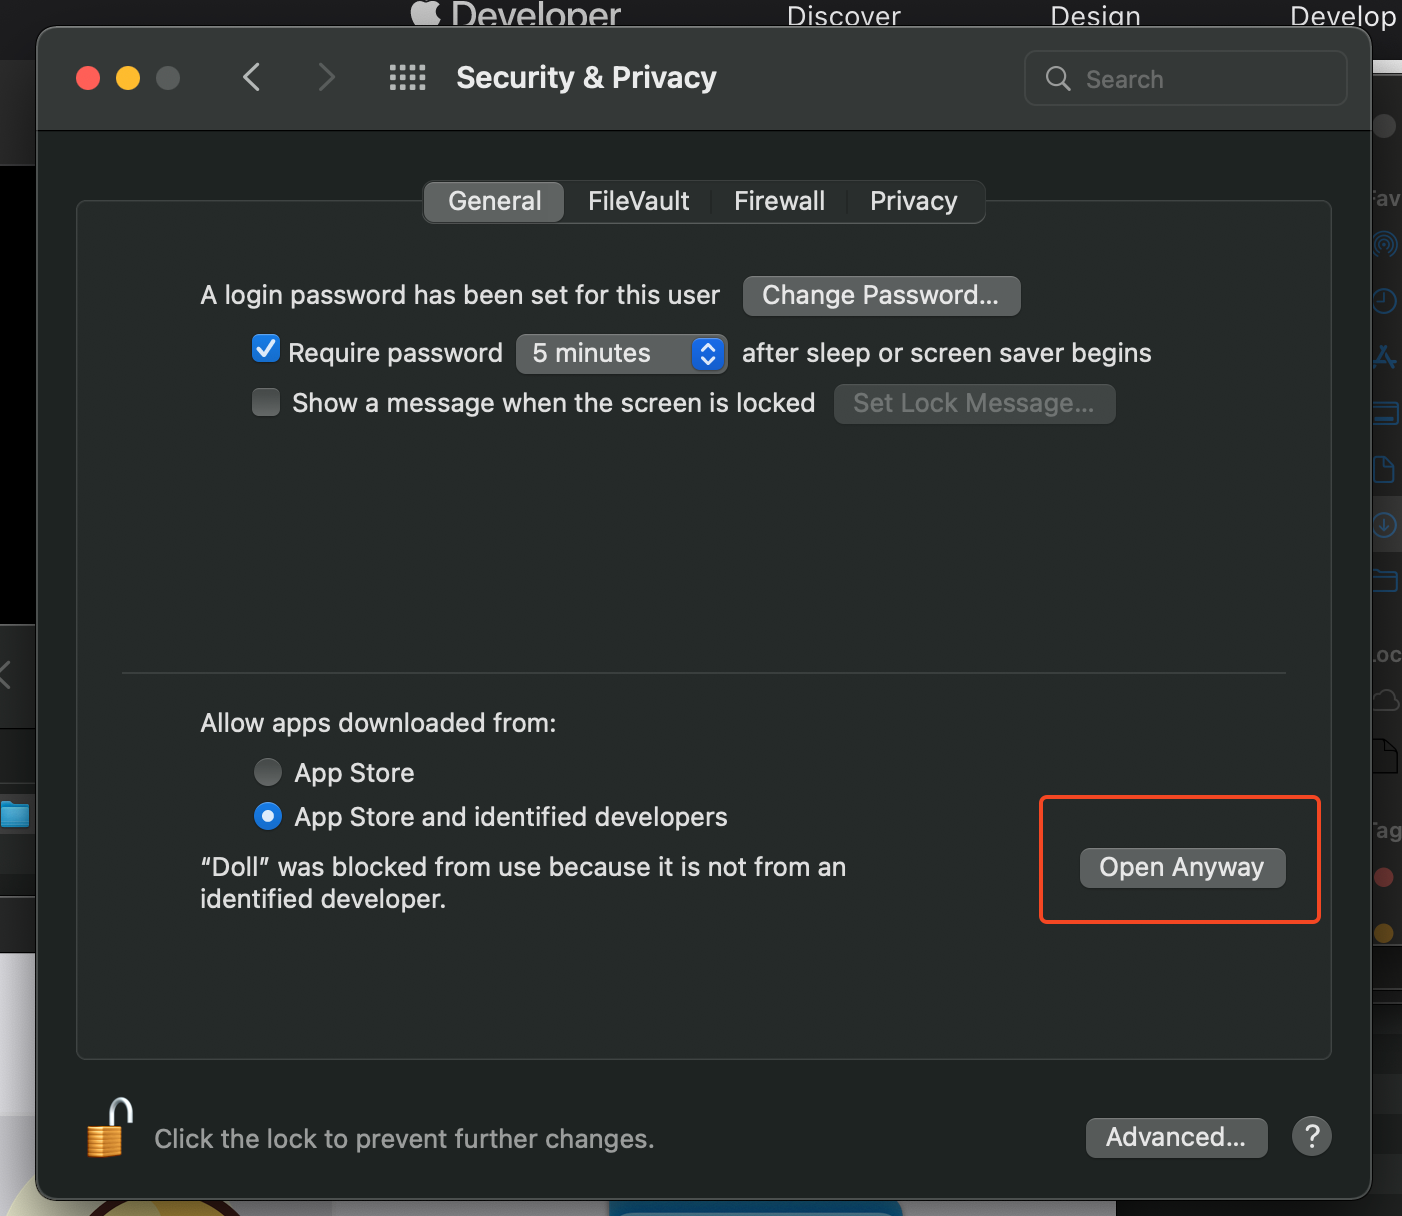 Developer
Discover
Design
Develop
Security & Privacy
Search
General
FileVault
Firewall
Privacy
A login password has been set for this user
Change Password...
Require password
5 minutes
after sleep or screen saver begins
Show a message when the screen is locked
Set Lock Message...
Allow apps downloaded from:
App Store
App Store and identified developers
“Doll” was blocked from use because it is not from an
identified developer.
Open Anyway
Click the lock to prevent further changes.
Advanced...
?